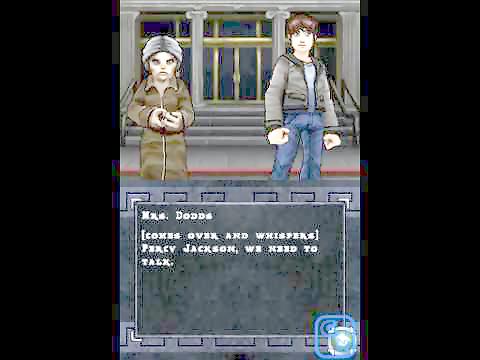 Mrs. Dodds
[comes over and whispers]
Percy Jackson, we need to
talk.